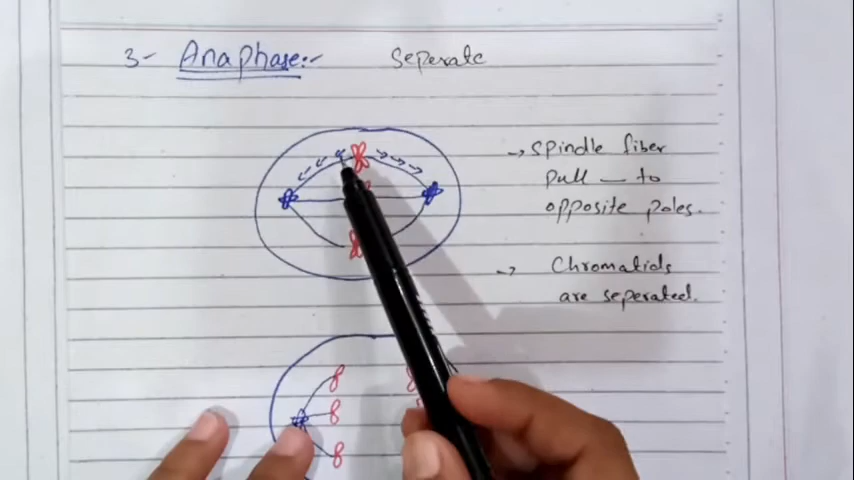 3- Anaphase:-
Seperate
→ spindle fiber
pull — to
opposite poles.
→ Chromatids
are seperated.